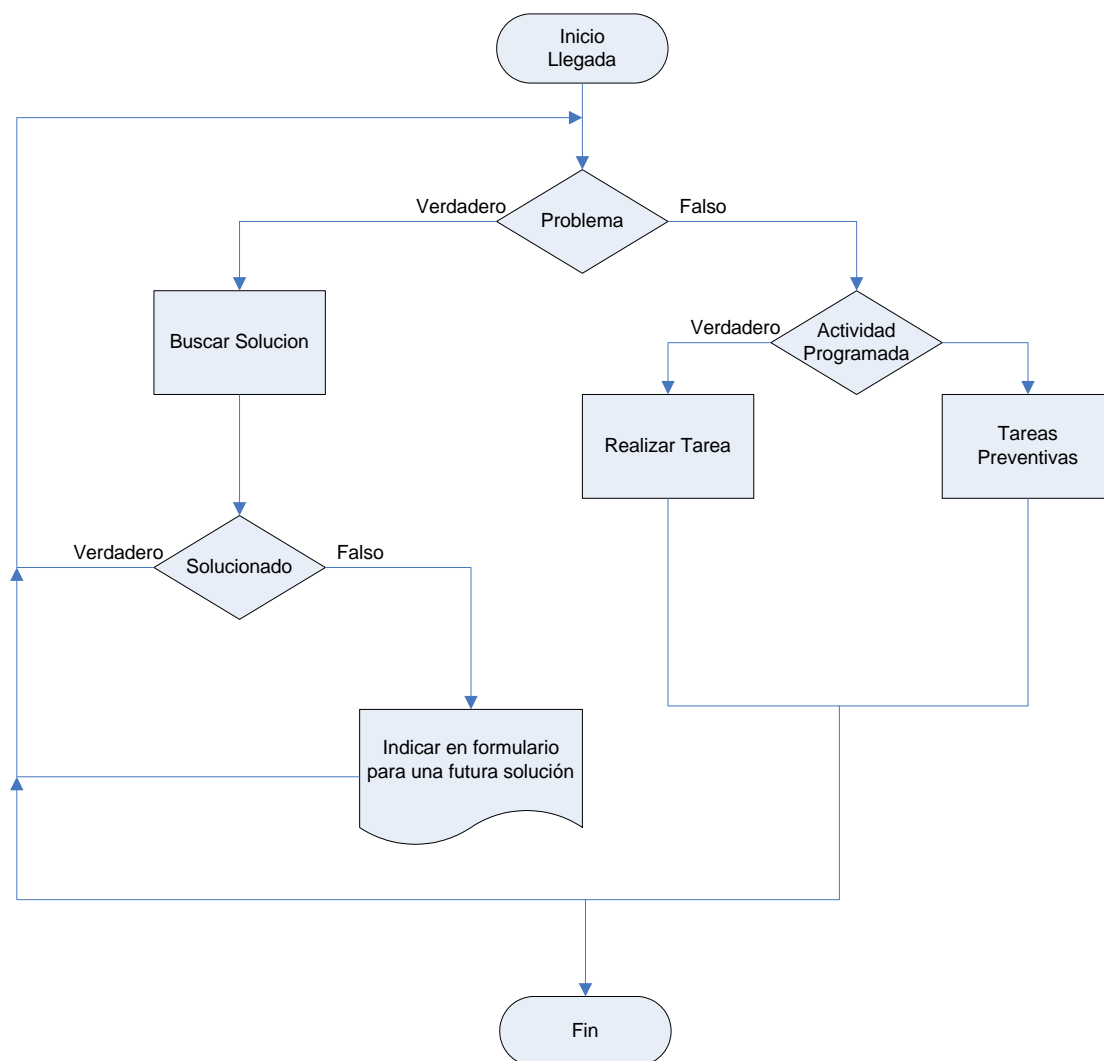 Inicio
Llegada
Verdadero
Problema
Falso
Buscar Solucion
Verdadero
Actividad
Programada
Realizar Tarea
Tareas
Preventivas
Verdadero
Solucionado
Falso
Indicar en formulario
para una futura solución
Fin